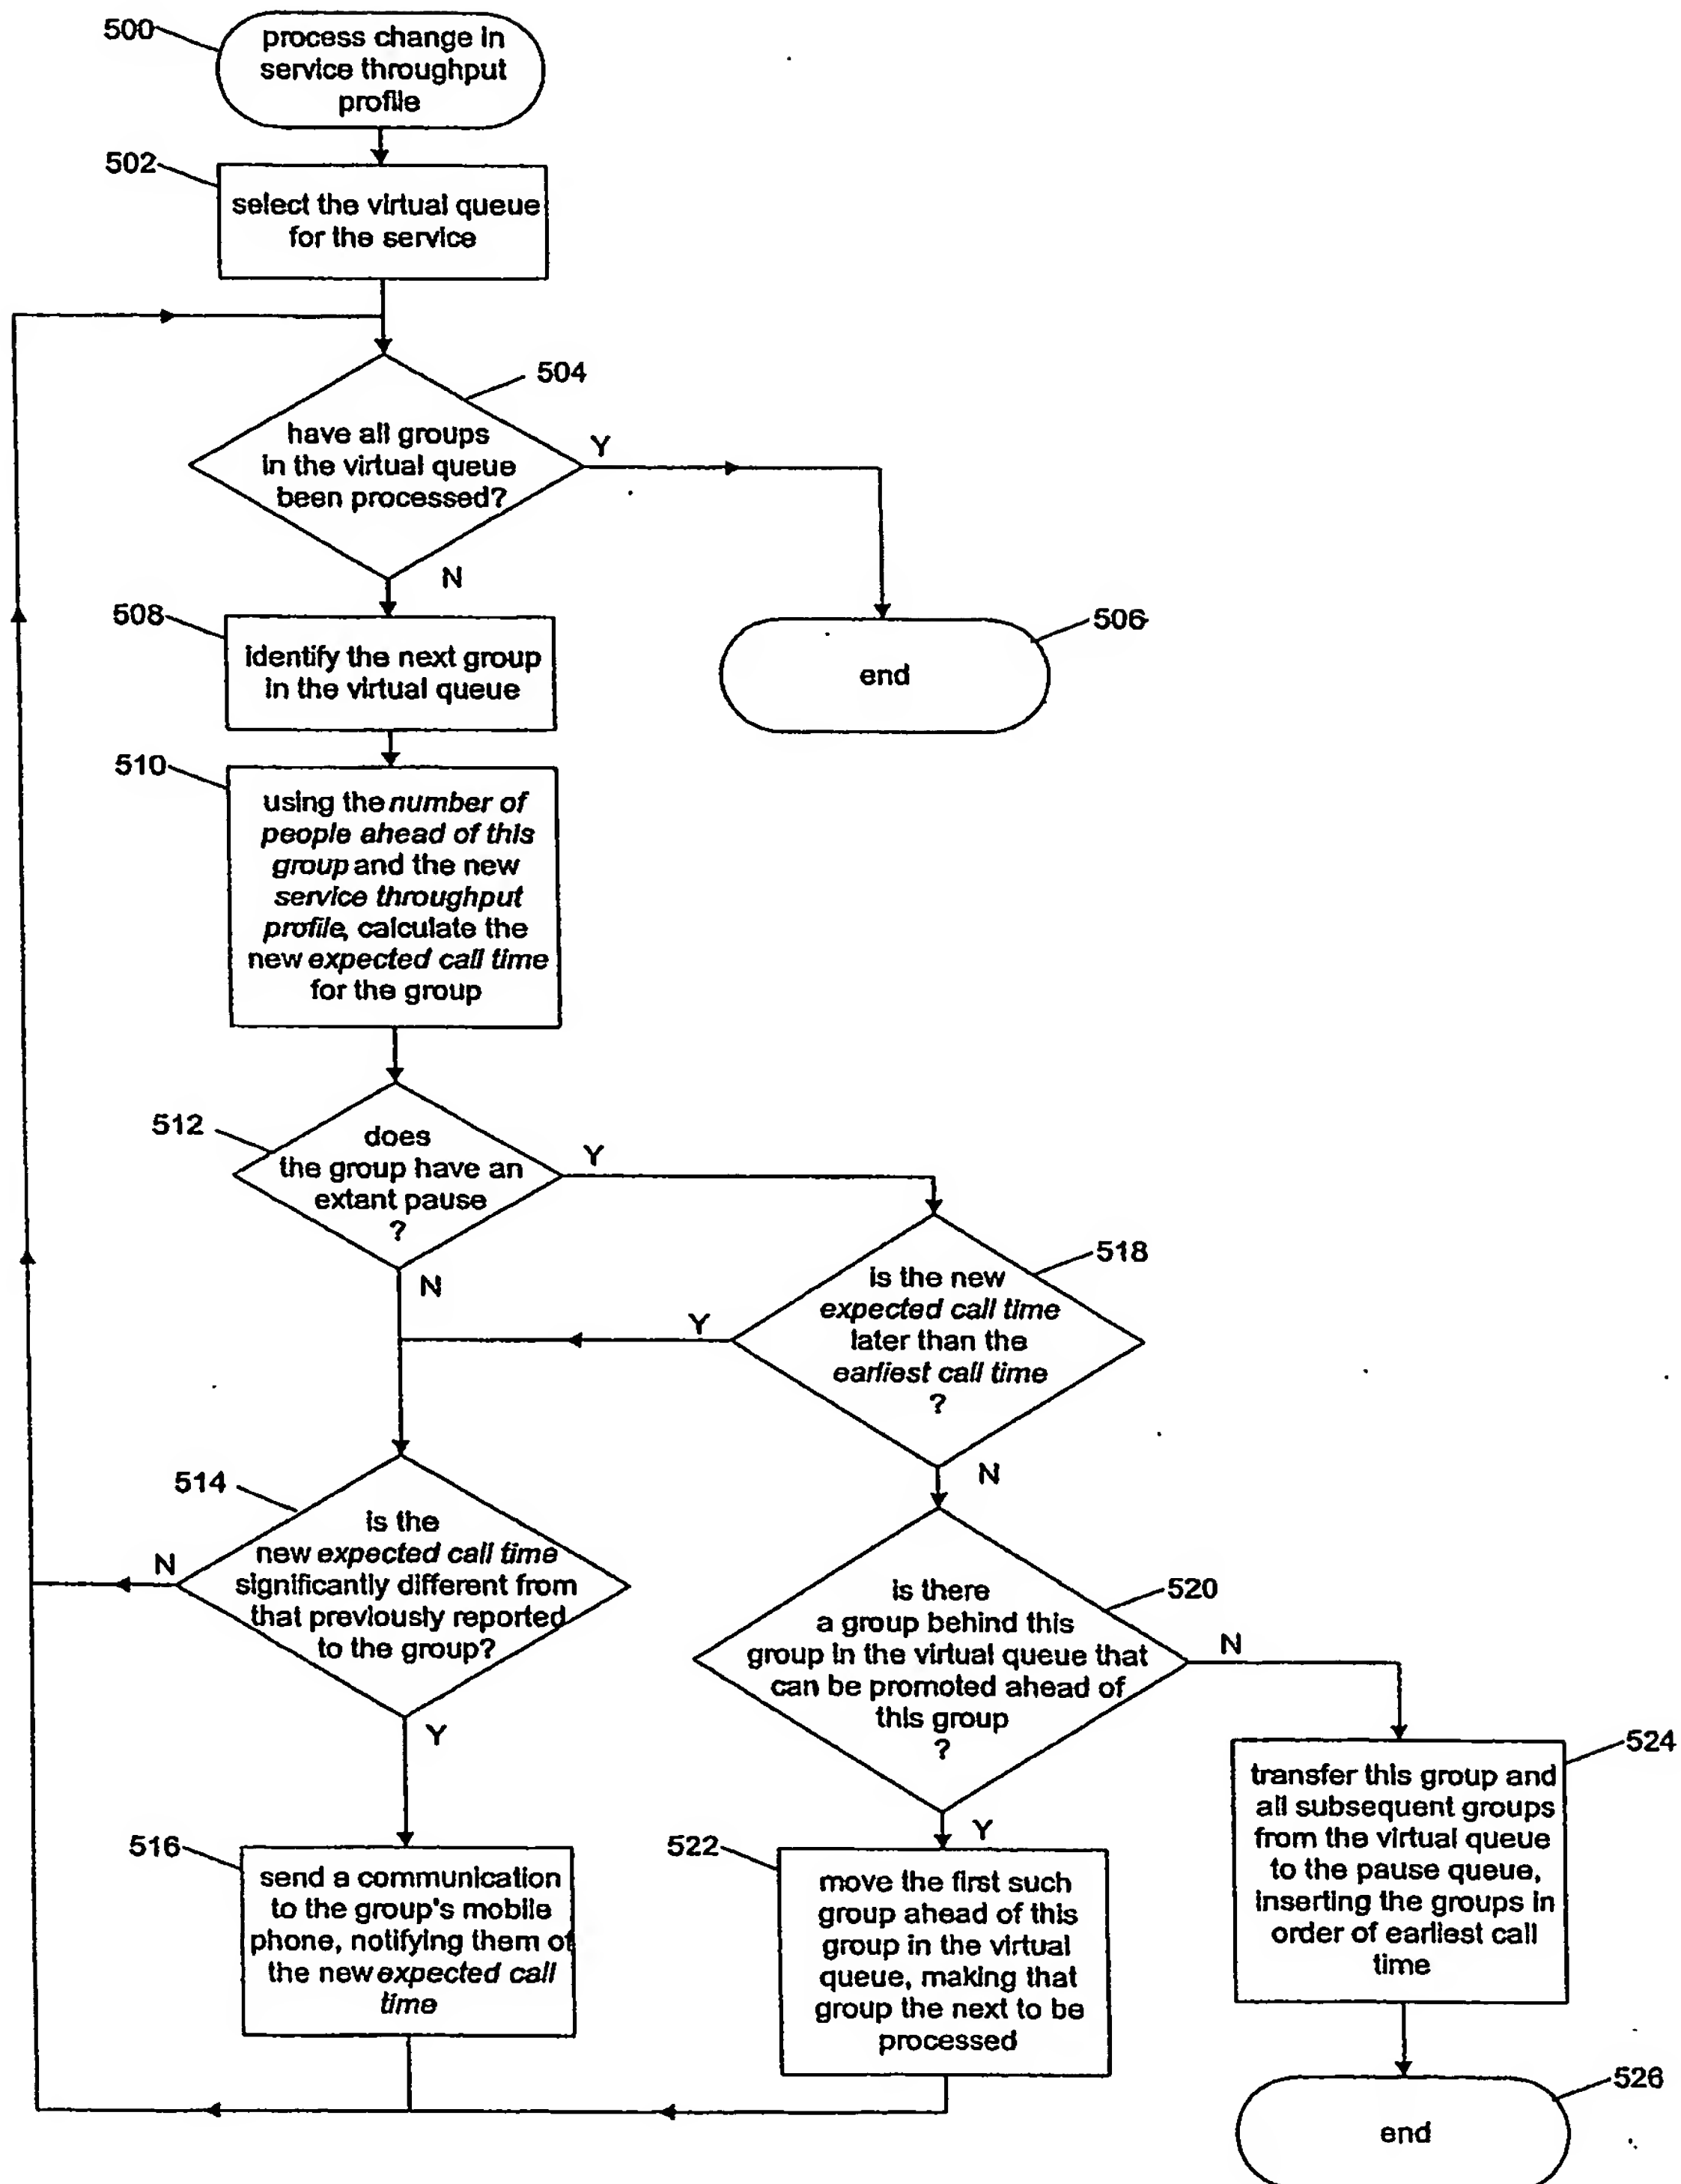 500
process change in
service throughput
profile
502
select the virtual queue
for the service
504
have all groups
in the virtual queue
been processed?
Y
N
508
identify the next group
in the virtual queue
506
end
510
using the number of
people ahead of this
group and the new
service throughput
profile, calculate the
new expected call time
for the group
512
does
the group have an
extant pause
?
Y
N
518
is the new
expected call time
later than the
earliest call time
?
Y
N
514
is the
new expected call time
significantly different from
that previously reported
to the group?
N
Y
520
is there
a group behind this
group in the virtual queue that
can be promoted ahead of
this group
?
N
Y
516
send a communication
to the group's mobile
phone, notifying them of
the new expected call
time
522
move the first such
group ahead of this
group in the virtual
queue, making that
group the next to be
processed
524
transfer this group and
all subsequent groups
from the virtual queue
to the pause queue,
inserting the groups in
order of earliest call
time
526
end